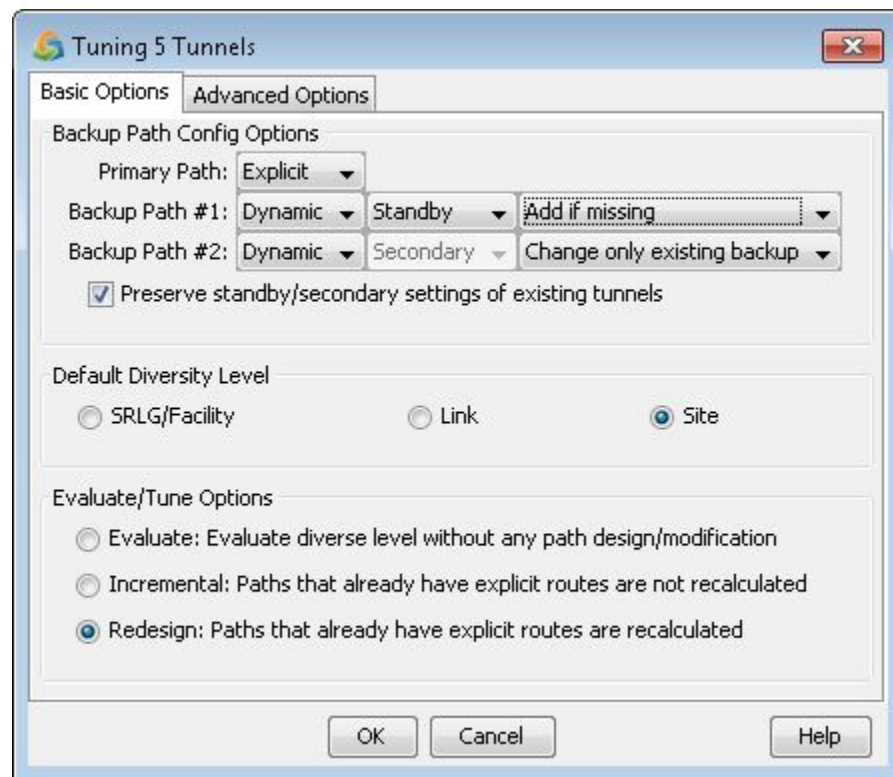 Tuning 5 Tunnels
Basic Options Advanced Options
Backup Path Config Options
Primary Path: Explicit
Backup Path #1: Dynamic Standby Add if missing
Backup Path #2: Dynamic Secondary Change only existing backup
Preserve standby/secondary settings of existing tunnels
Default Diversity Level
SRLG/Facility Link Site
Evaluate/Tune Options
Evaluate: Evaluate diverse level without any path design/modification
Incremental: Paths that already have explicit routes are not recalculated
Redesign: Paths that already have explicit routes are recalculated
OK Cancel Help